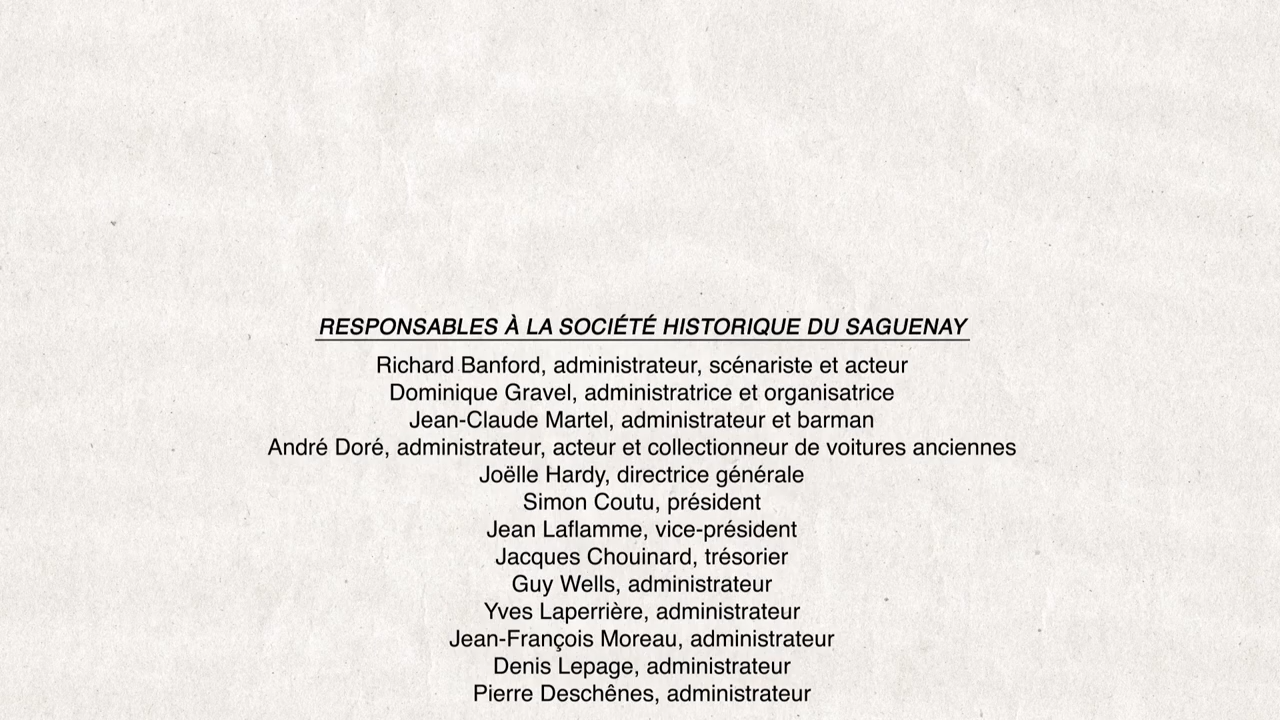 RESPONSABLES À LA SOCIÉTÉ HISTORIQUE DU SAGUENAY
Richard Banford, administrateur, scénariste et acteur
Dominique Gravel, administratrice et organisatrice
Jean-Claude Martel, administrateur et barman
André Doré, administrateur, acteur et collectionneur de voitures anciennes
Joëlle Hardy, directrice générale
Simon Coutu, président
Jean Laflamme, vice-président
Jacques Chouinard, trésorier
Guy Wells, administrateur
Yves Laperrière, administrateur
Jean-François Moreau, administrateur
Denis Lepage, administrateur
Pierre Deschênes, administrateur